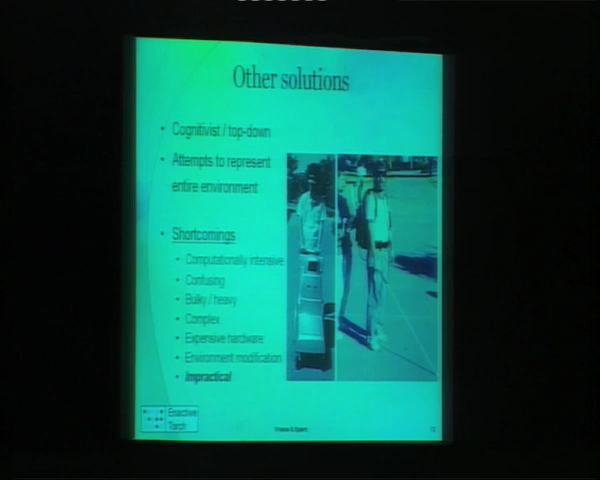 Other solutions
• Cognitivist / top-down
• Attempts to represent
entire environment
• Shortcomings
• Computationally intensive
• Confusing
• Bulky / heavy
• Complex
• Expensive hardware
• Environment modification
• Impractical
Enactive
Torch